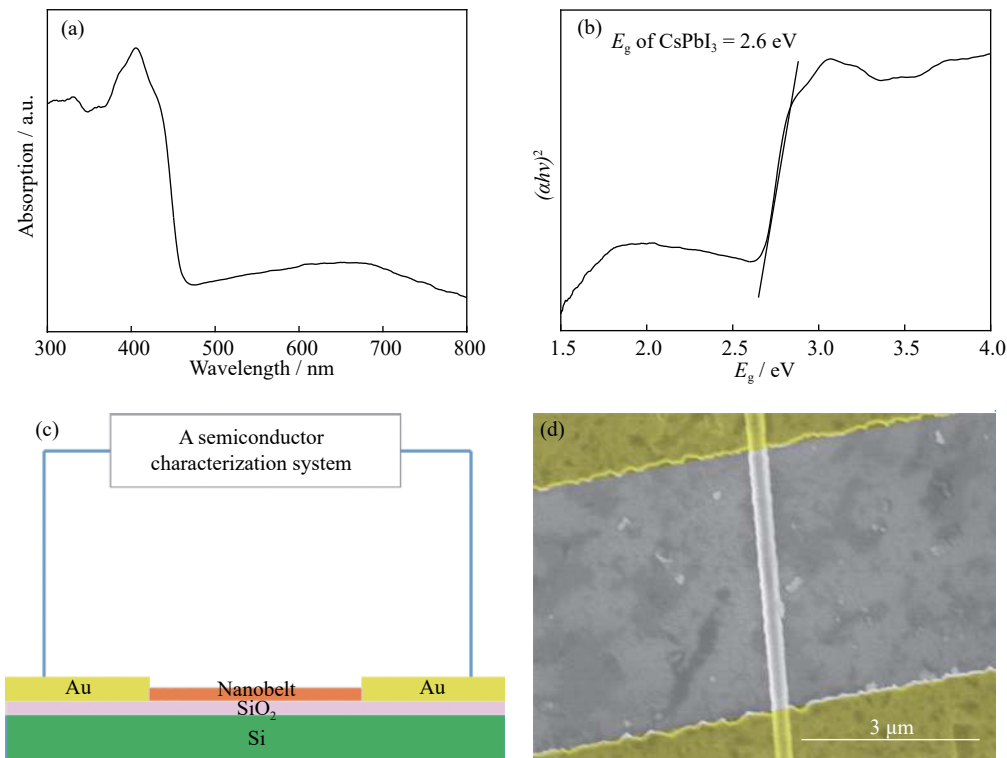 (a)
Absorption / a.u.
300 400 500 600 700 800
Wavelength / nm
(b)
E_g of CsPbI₃ = 2.6 eV
(αhν)²
1.5 2.0 2.5 3.0 3.5 4.0
E_g / eV
(c)
A semiconductor
characterization system
Au Nanobelt Au
SiO₂
Si
(d)
3 μm